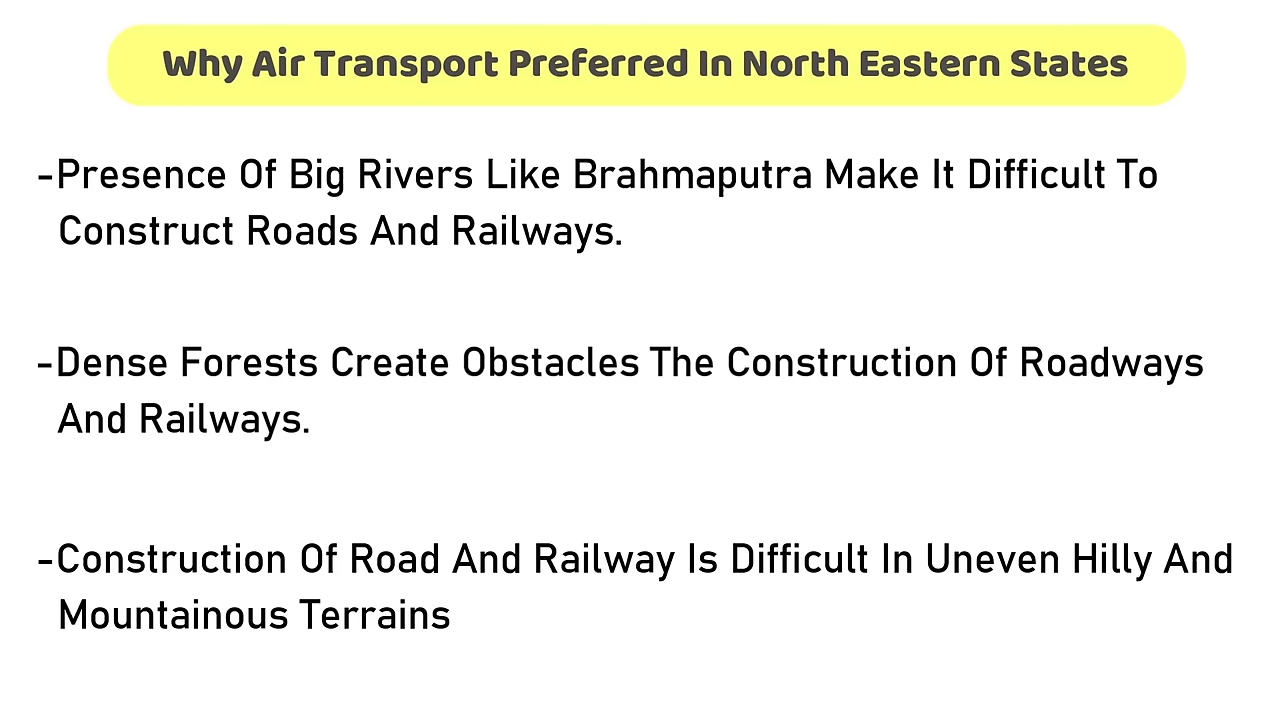 Why Air Transport Preferred In North Eastern States
-Presence Of Big Rivers Like Brahmaputra Make It Difficult To
Construct Roads And Railways.
-Dense Forests Create Obstacles The Construction Of Roadways
And Railways.
-Construction Of Road And Railway Is Difficult In Uneven Hilly And
Mountainous Terrains